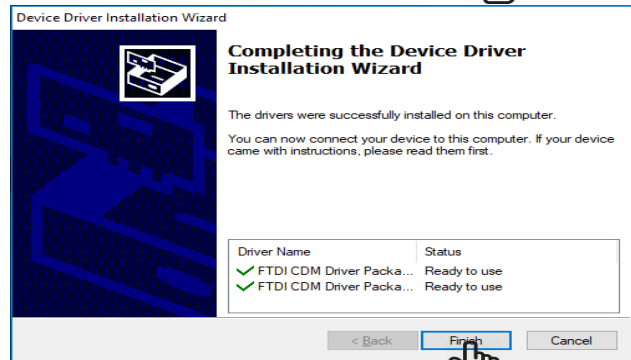 Device Driver Installation Wizard
Completing the Device Driver
Installation Wizard
The drivers were successfully installed on this computer.
You can now connect your device to this computer. If your device
came with instructions, please read them first.
Driver Name Status
FTDI CDM Driver Packa... Ready to use
FTDI CDM Driver Packa... Ready to use
< Back Finish Cancel